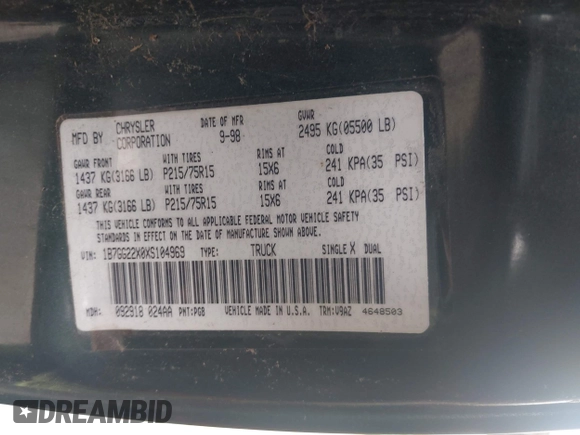 MFD BY CHRYSLER CORPORATION DATE OF MFR 9-98 GVWR 2495 KG(05500 LB)
GAWR FRONT WITH TIRES RIMS AT COLD
1437 KG(3166 LB) P215/75R15 15X6 241 KPA(35 PSI)
GAWR REAR WITH TIRES RIMS AT COLD
1437 KG(3166 LB) P215/75R15 15X6 241 KPA(35 PSI)
THIS VEHICLE CONFORMS TO ALL APPLICABLE FEDERAL MOTOR VEHICLE SAFETY
STANDARDS IN EFFECT ON THE DATE OF MANUFACTURE SHOWN ABOVE.
VIN: 1B7GG22X0XS104969 TYPE: TRUCK SINGLE X DUAL
MDH: 092918 024AA PNT:PGB VEHICLE MADE IN U.S.A. TRM:V9AZ 4648503
DREAMBID